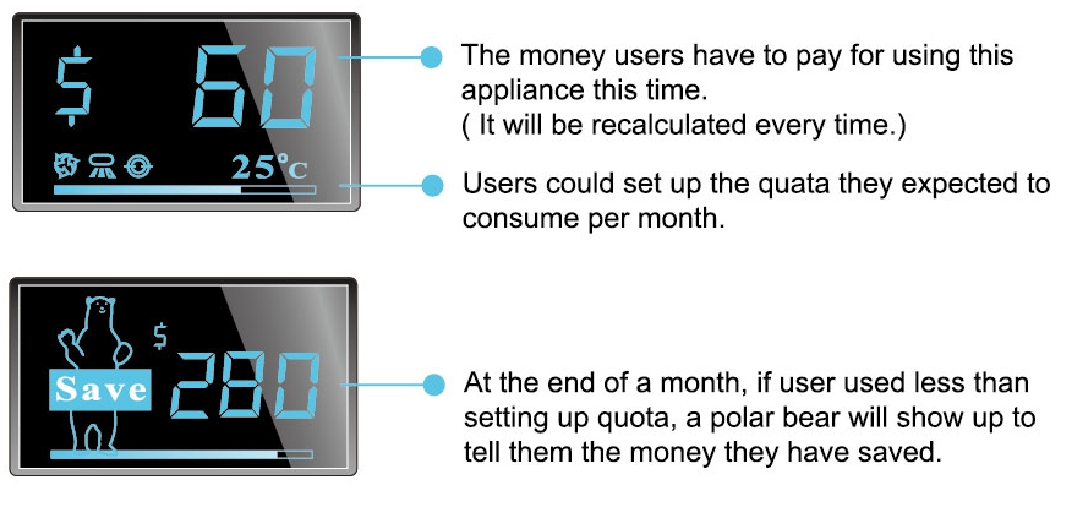 $ 60
The money users have to pay for using this
appliance this time.
( It will be recalculated every time.)
25°C
Users could set up the quata they expected to
consume per month.
$
Save 280
At the end of a month, if user used less than
setting up quota, a polar bear will show up to
tell them the money they have saved.